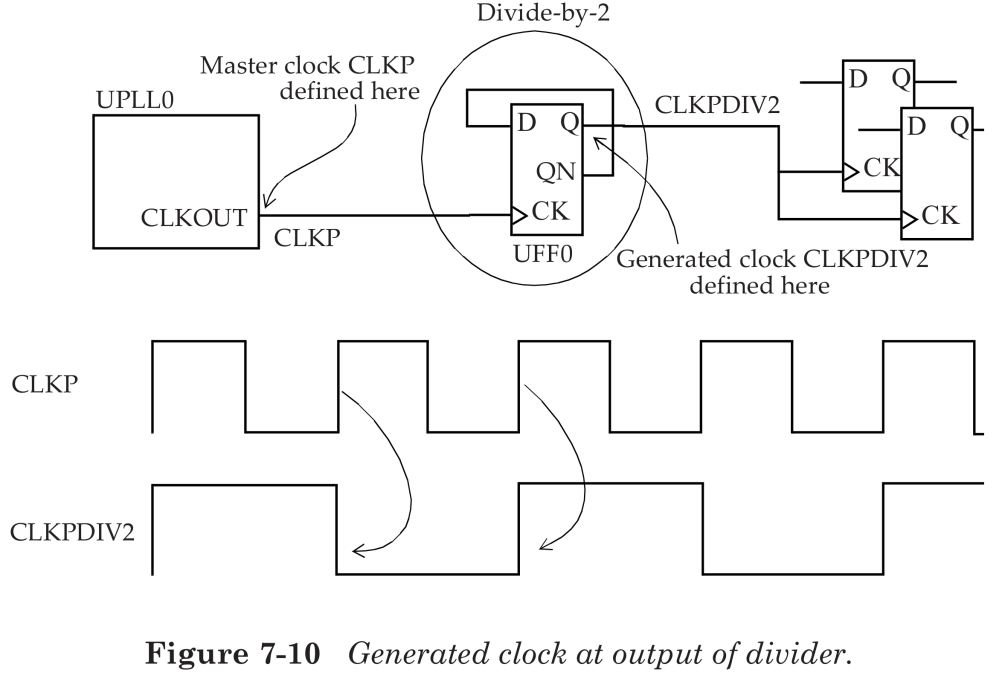 Divide-by-2
Master clock CLKP
defined here
UPLL0
CLKOUT
CLKP
D Q
QN
CK
UFF0
CLKPDIV2
D Q
CK
D Q
CK
Generated clock CLKPDIV2
defined here
CLKP
CLKPDIV2
Figure 7-10 Generated clock at output of divider.